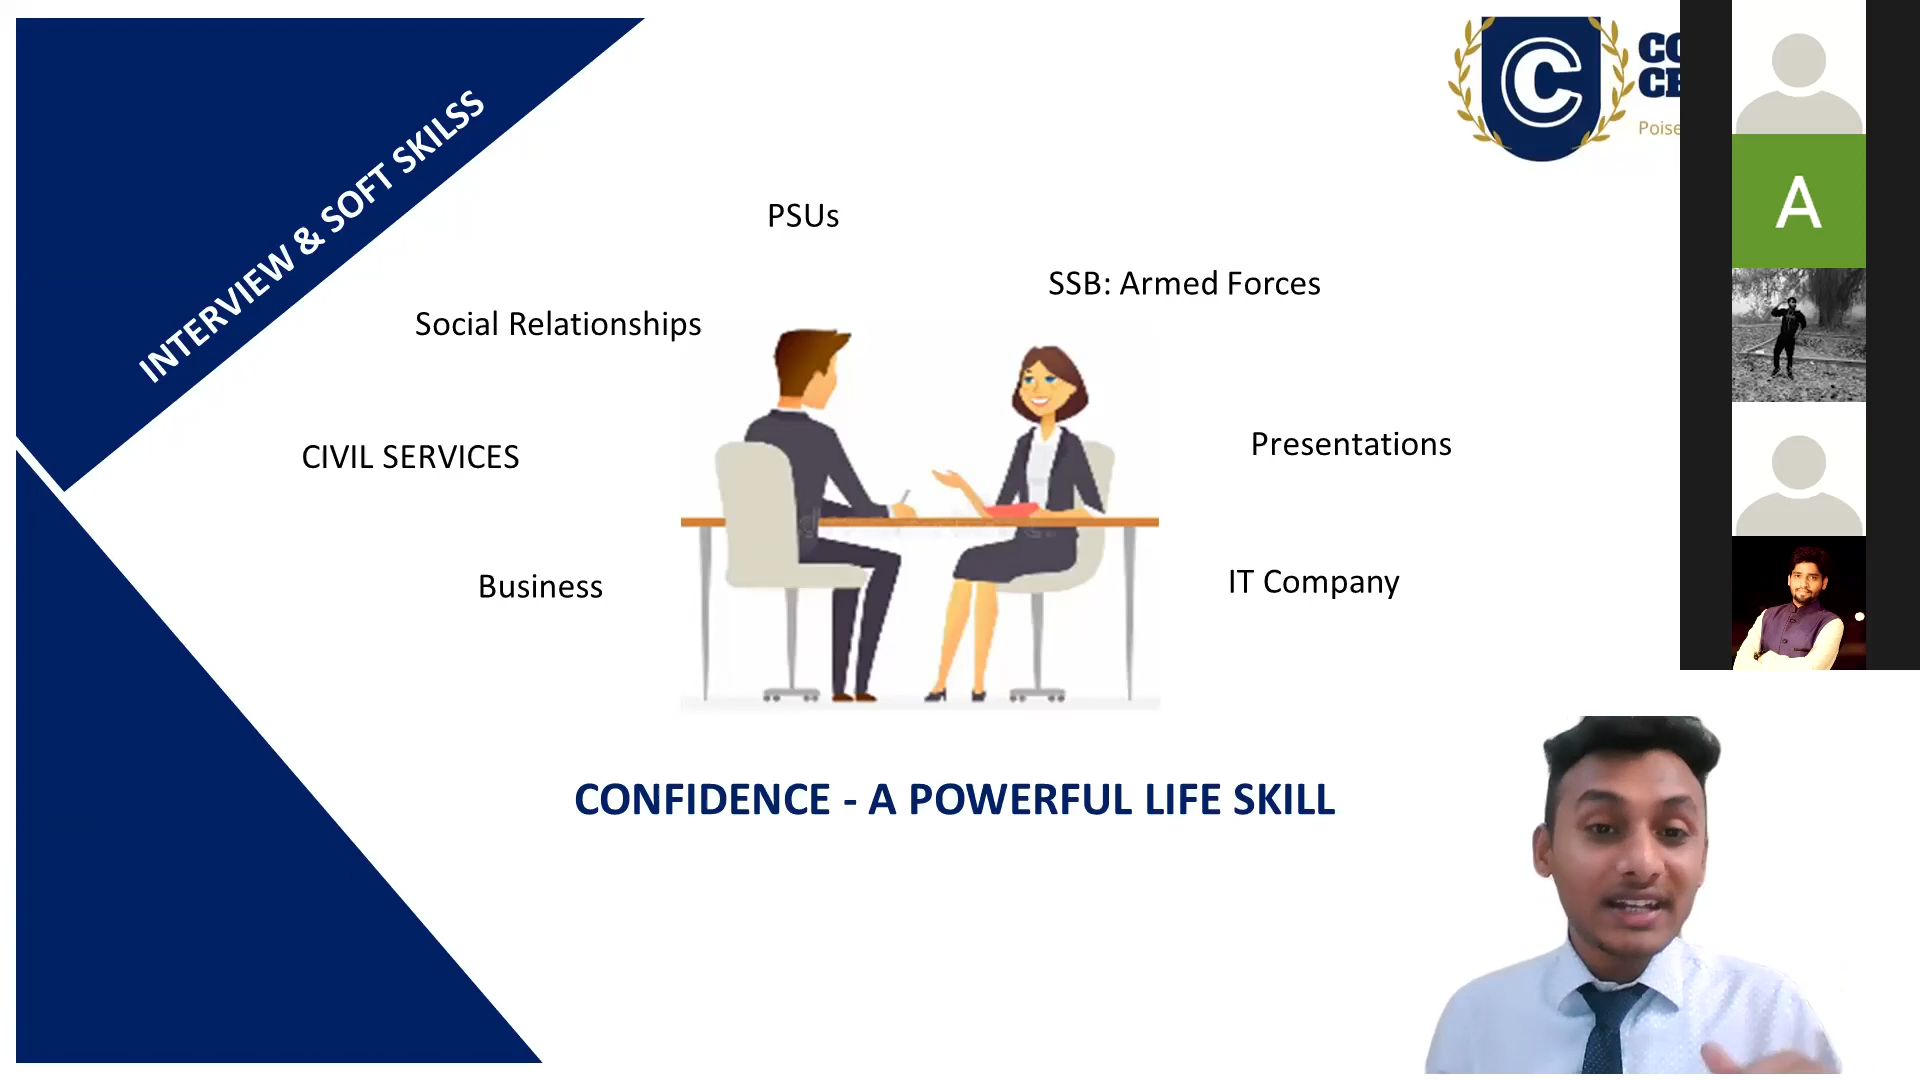 INTERVIEW & SOFT SKILSS
C
A
PSUs
SSB: Armed Forces
Social Relationships
Presentations
CIVIL SERVICES
IT Company
Business
CONFIDENCE - A POWERFUL LIFE SKILL